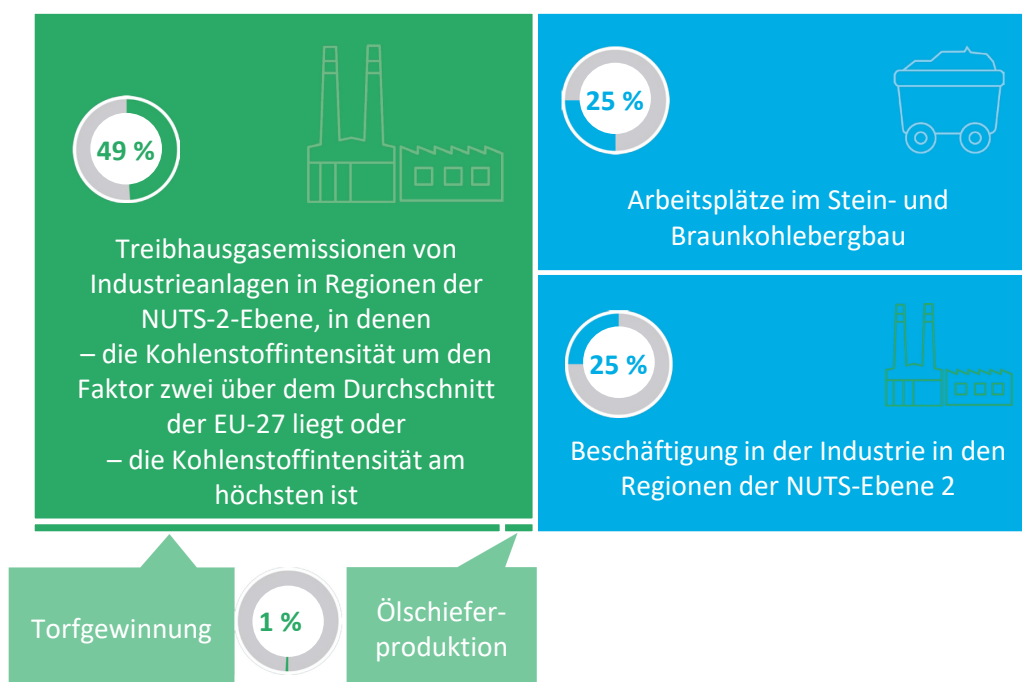 49 %
Treibhausgasemissionen von
Industrieanlagen in Regionen der
NUTS-2-Ebene, in denen
– die Kohlenstoffintensität um den
Faktor zwei über dem Durchschnitt
der EU-27 liegt oder
– die Kohlenstoffintensität am
höchsten ist
25 %
Arbeitsplätze im Stein- und
Braunkohlebergbau
25 %
Beschäftigung in der Industrie in den
Regionen der NUTS-Ebene 2
Torfgewinnung
1 %
Ölschiefer-
produktion